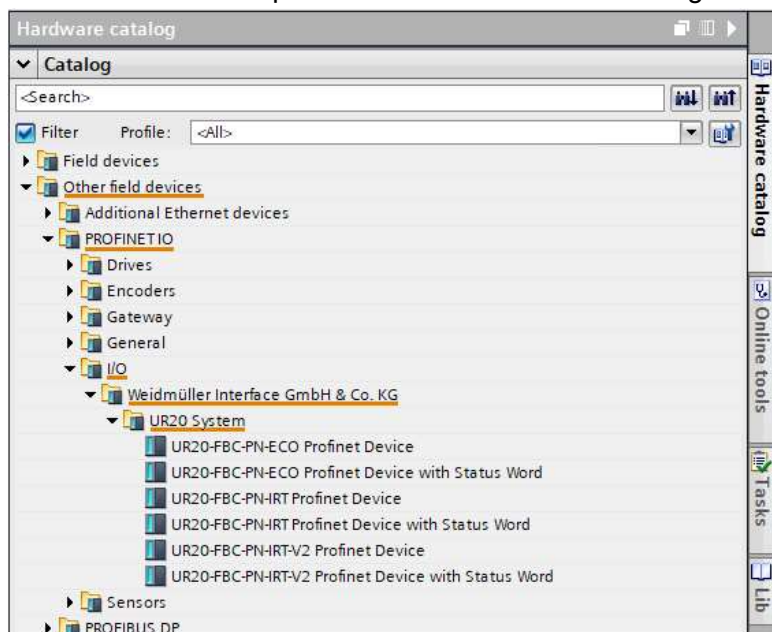 Hardware catalog
Catalog
<Search>
Filter Profile: <All>
Field devices
Other field devices
Additional Ethernet devices
PROFINET IO
Drives
Encoders
Gateway
General
I/O
Weidmüller Interface GmbH & Co. KG
UR20 System
UR20-FBC-PN-ECO Profinet Device
UR20-FBC-PN-ECO Profinet Device with Status Word
UR20-FBC-PN-IRT Profinet Device
UR20-FBC-PN-IRT Profinet Device with Status Word
UR20-FBC-PN-IRT-V2 Profinet Device
UR20-FBC-PN-IRT-V2 Profinet Device with Status Word
Sensors
PROFIBUS DP
Hardware catalog
Online tools
Tasks
Lib